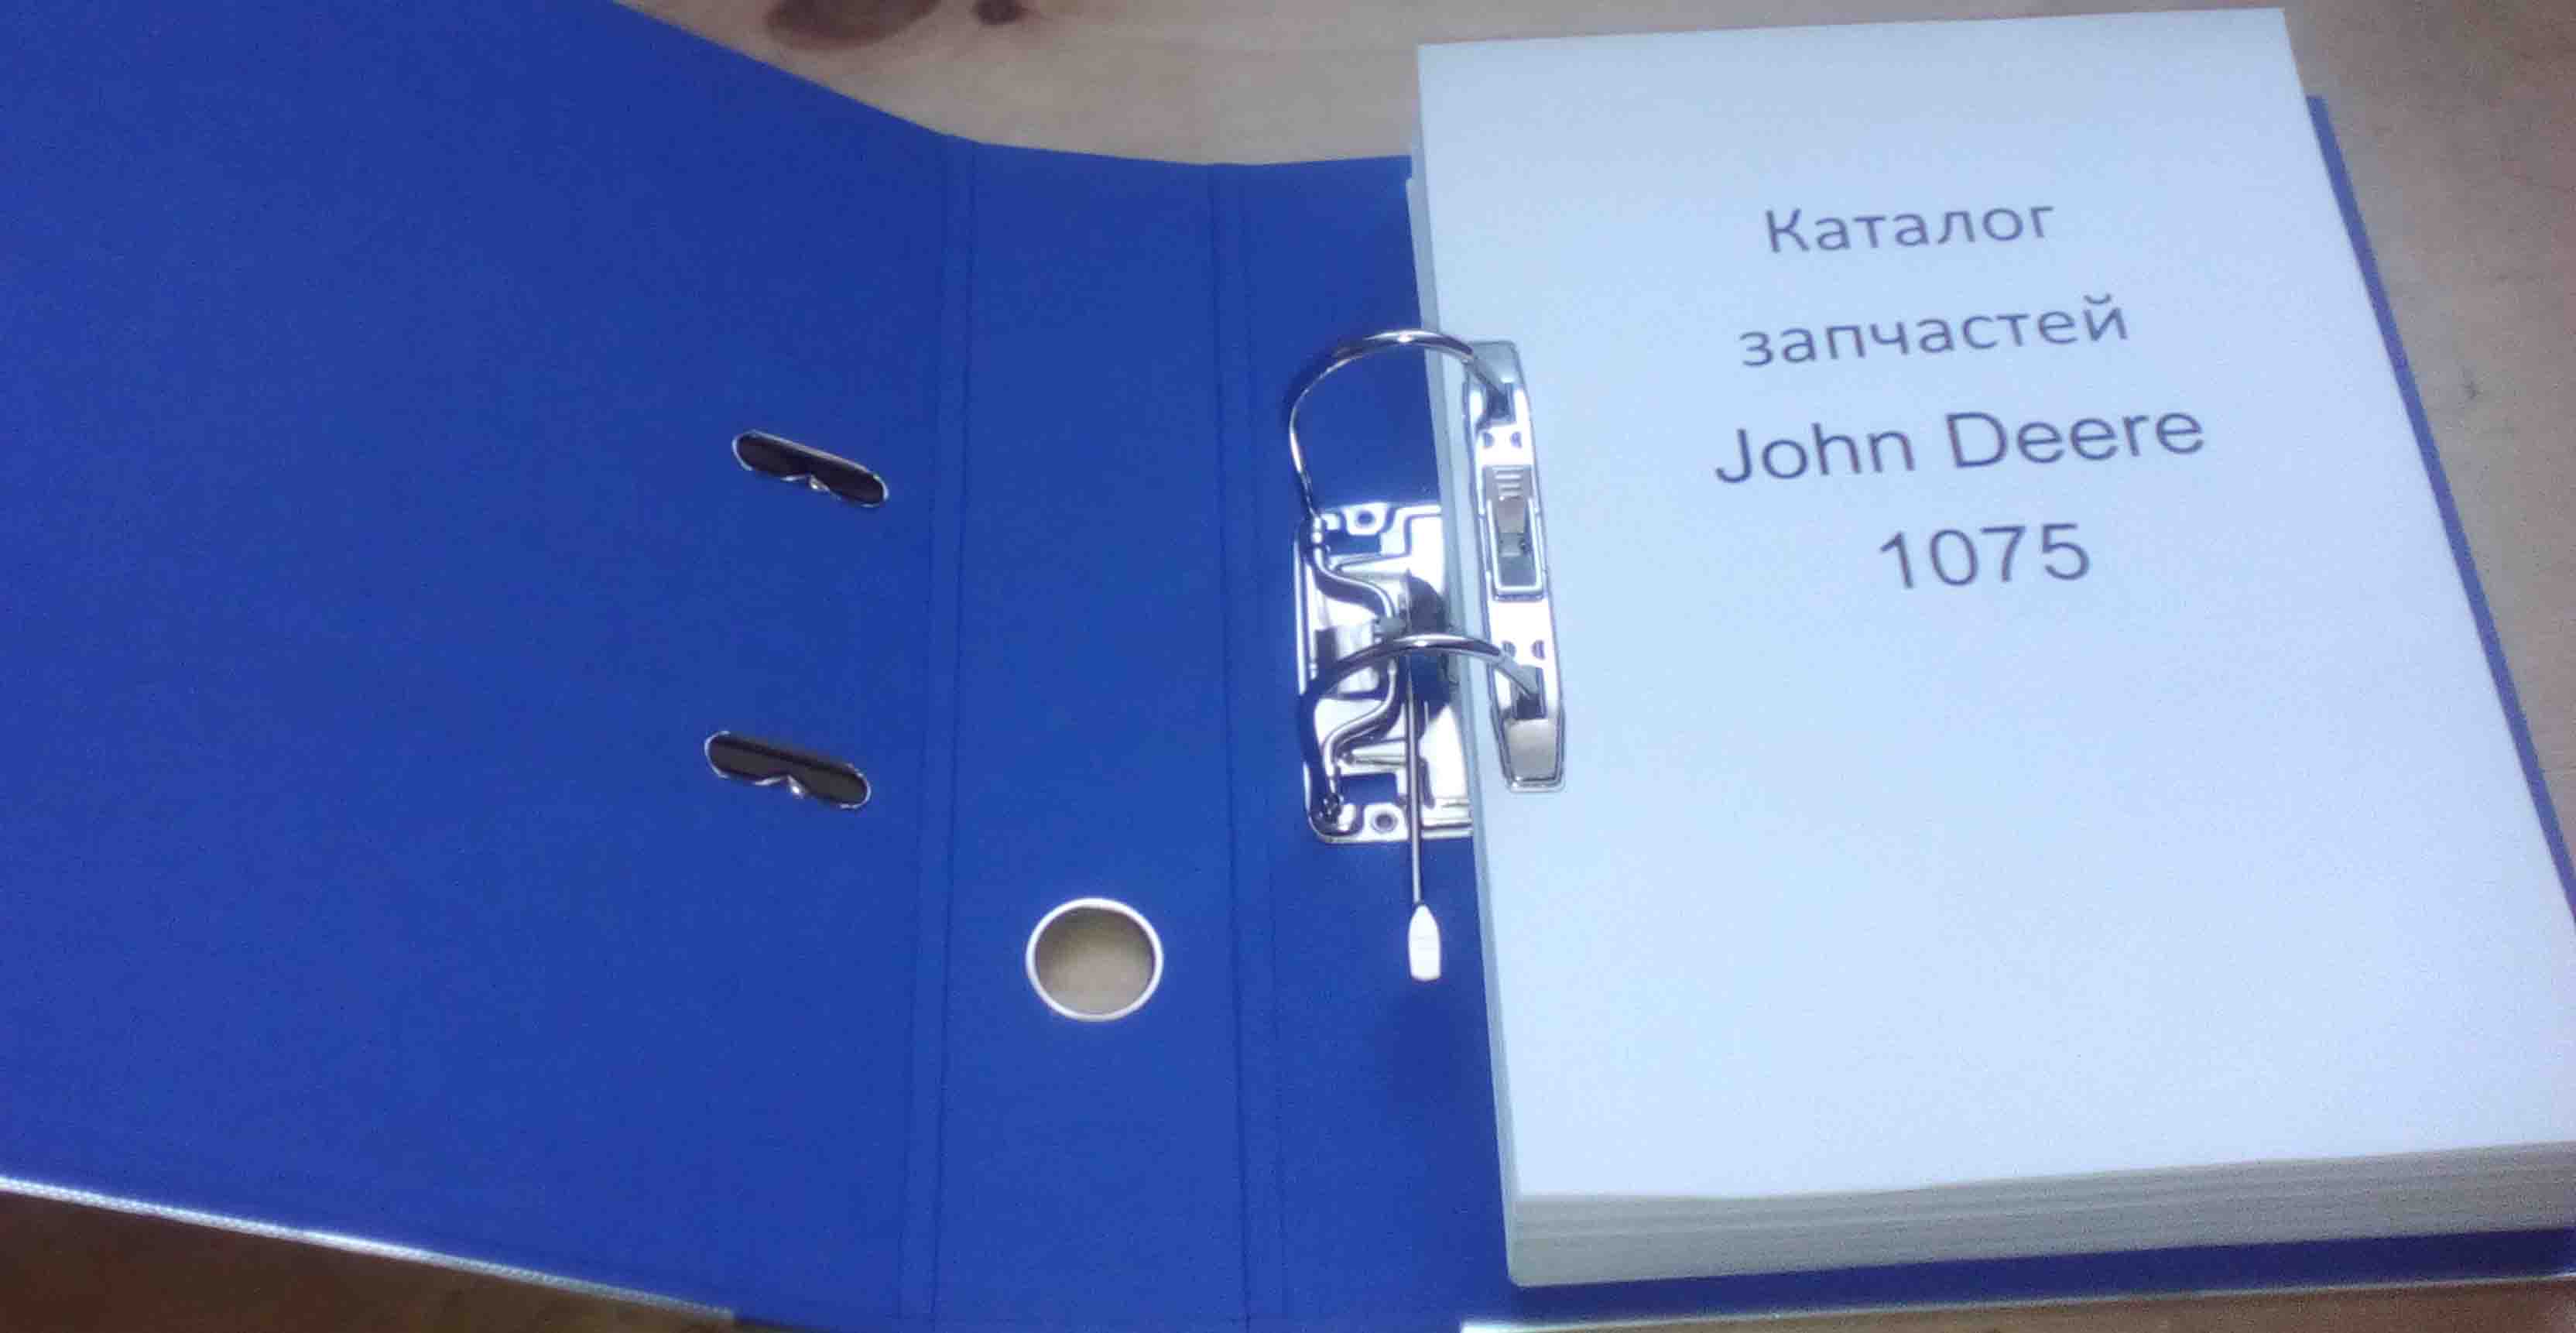 Каталог
запчастей
John Deere
1075